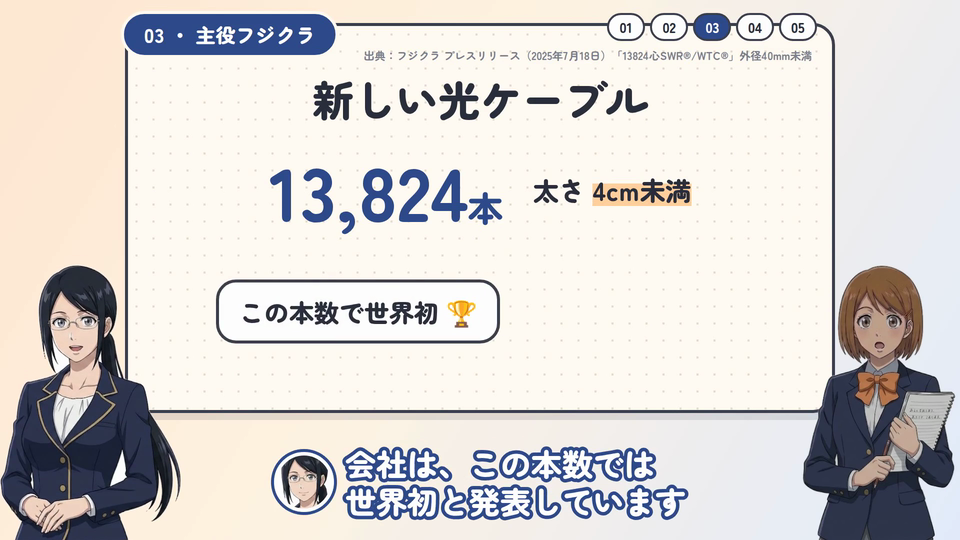 03 ・ 主役フジクラ
01 02 03 04 05
出典：フジクラ プレスリリース（2025年7月18日）「13824心SWR®/WTC®」外径40mm未満
新しい光ケーブル
13,824本
太さ 4cm未満
この本数で世界初 🏆
会社は、この本数では
世界初と発表しています